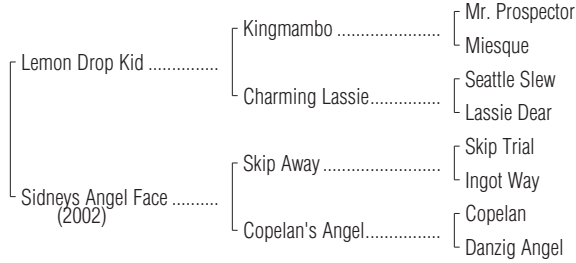 Mr. Prospector
Kingmambo ......................
Miesque
Lemon Drop Kid ...............
Seattle Slew
Charming Lassie...............
Lassie Dear
Skip Trial
Skip Away .........................
Ingot Way
Sidneys Angel Face ..........
(2002)
Copelan
Copelan's Angel................
Danzig Angel